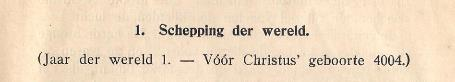 1. Schepping der wereld.
(Jaar der wereld 1. — Vóór Christus' geboorte 4004.)